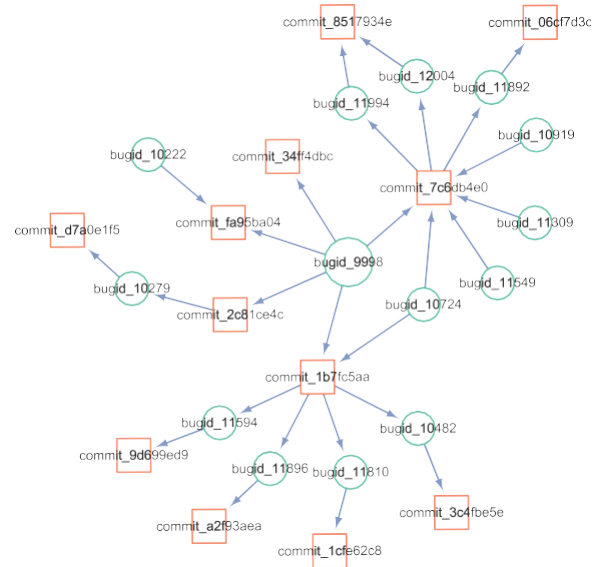 commit_8517934e
commit_06cf7d3c
bugid_12004
bugid_11892
bugid_11994
bugid_10919
bugid_10222
commit_34ff4dbc
commit_7c6db4e0
commit_d7a0e1f5
commit_fa95ba04
bugid_11309
bugid_9998
bugid_11549
bugid_10279
bugid_10724
commit_2c81ce4c
commit_1b7fc5aa
bugid_11594
bugid_10482
commit_9d699ed9
bugid_11896
bugid_11810
commit_3c4fbe5e
commit_a2f93aea
commit_1cfe62c8